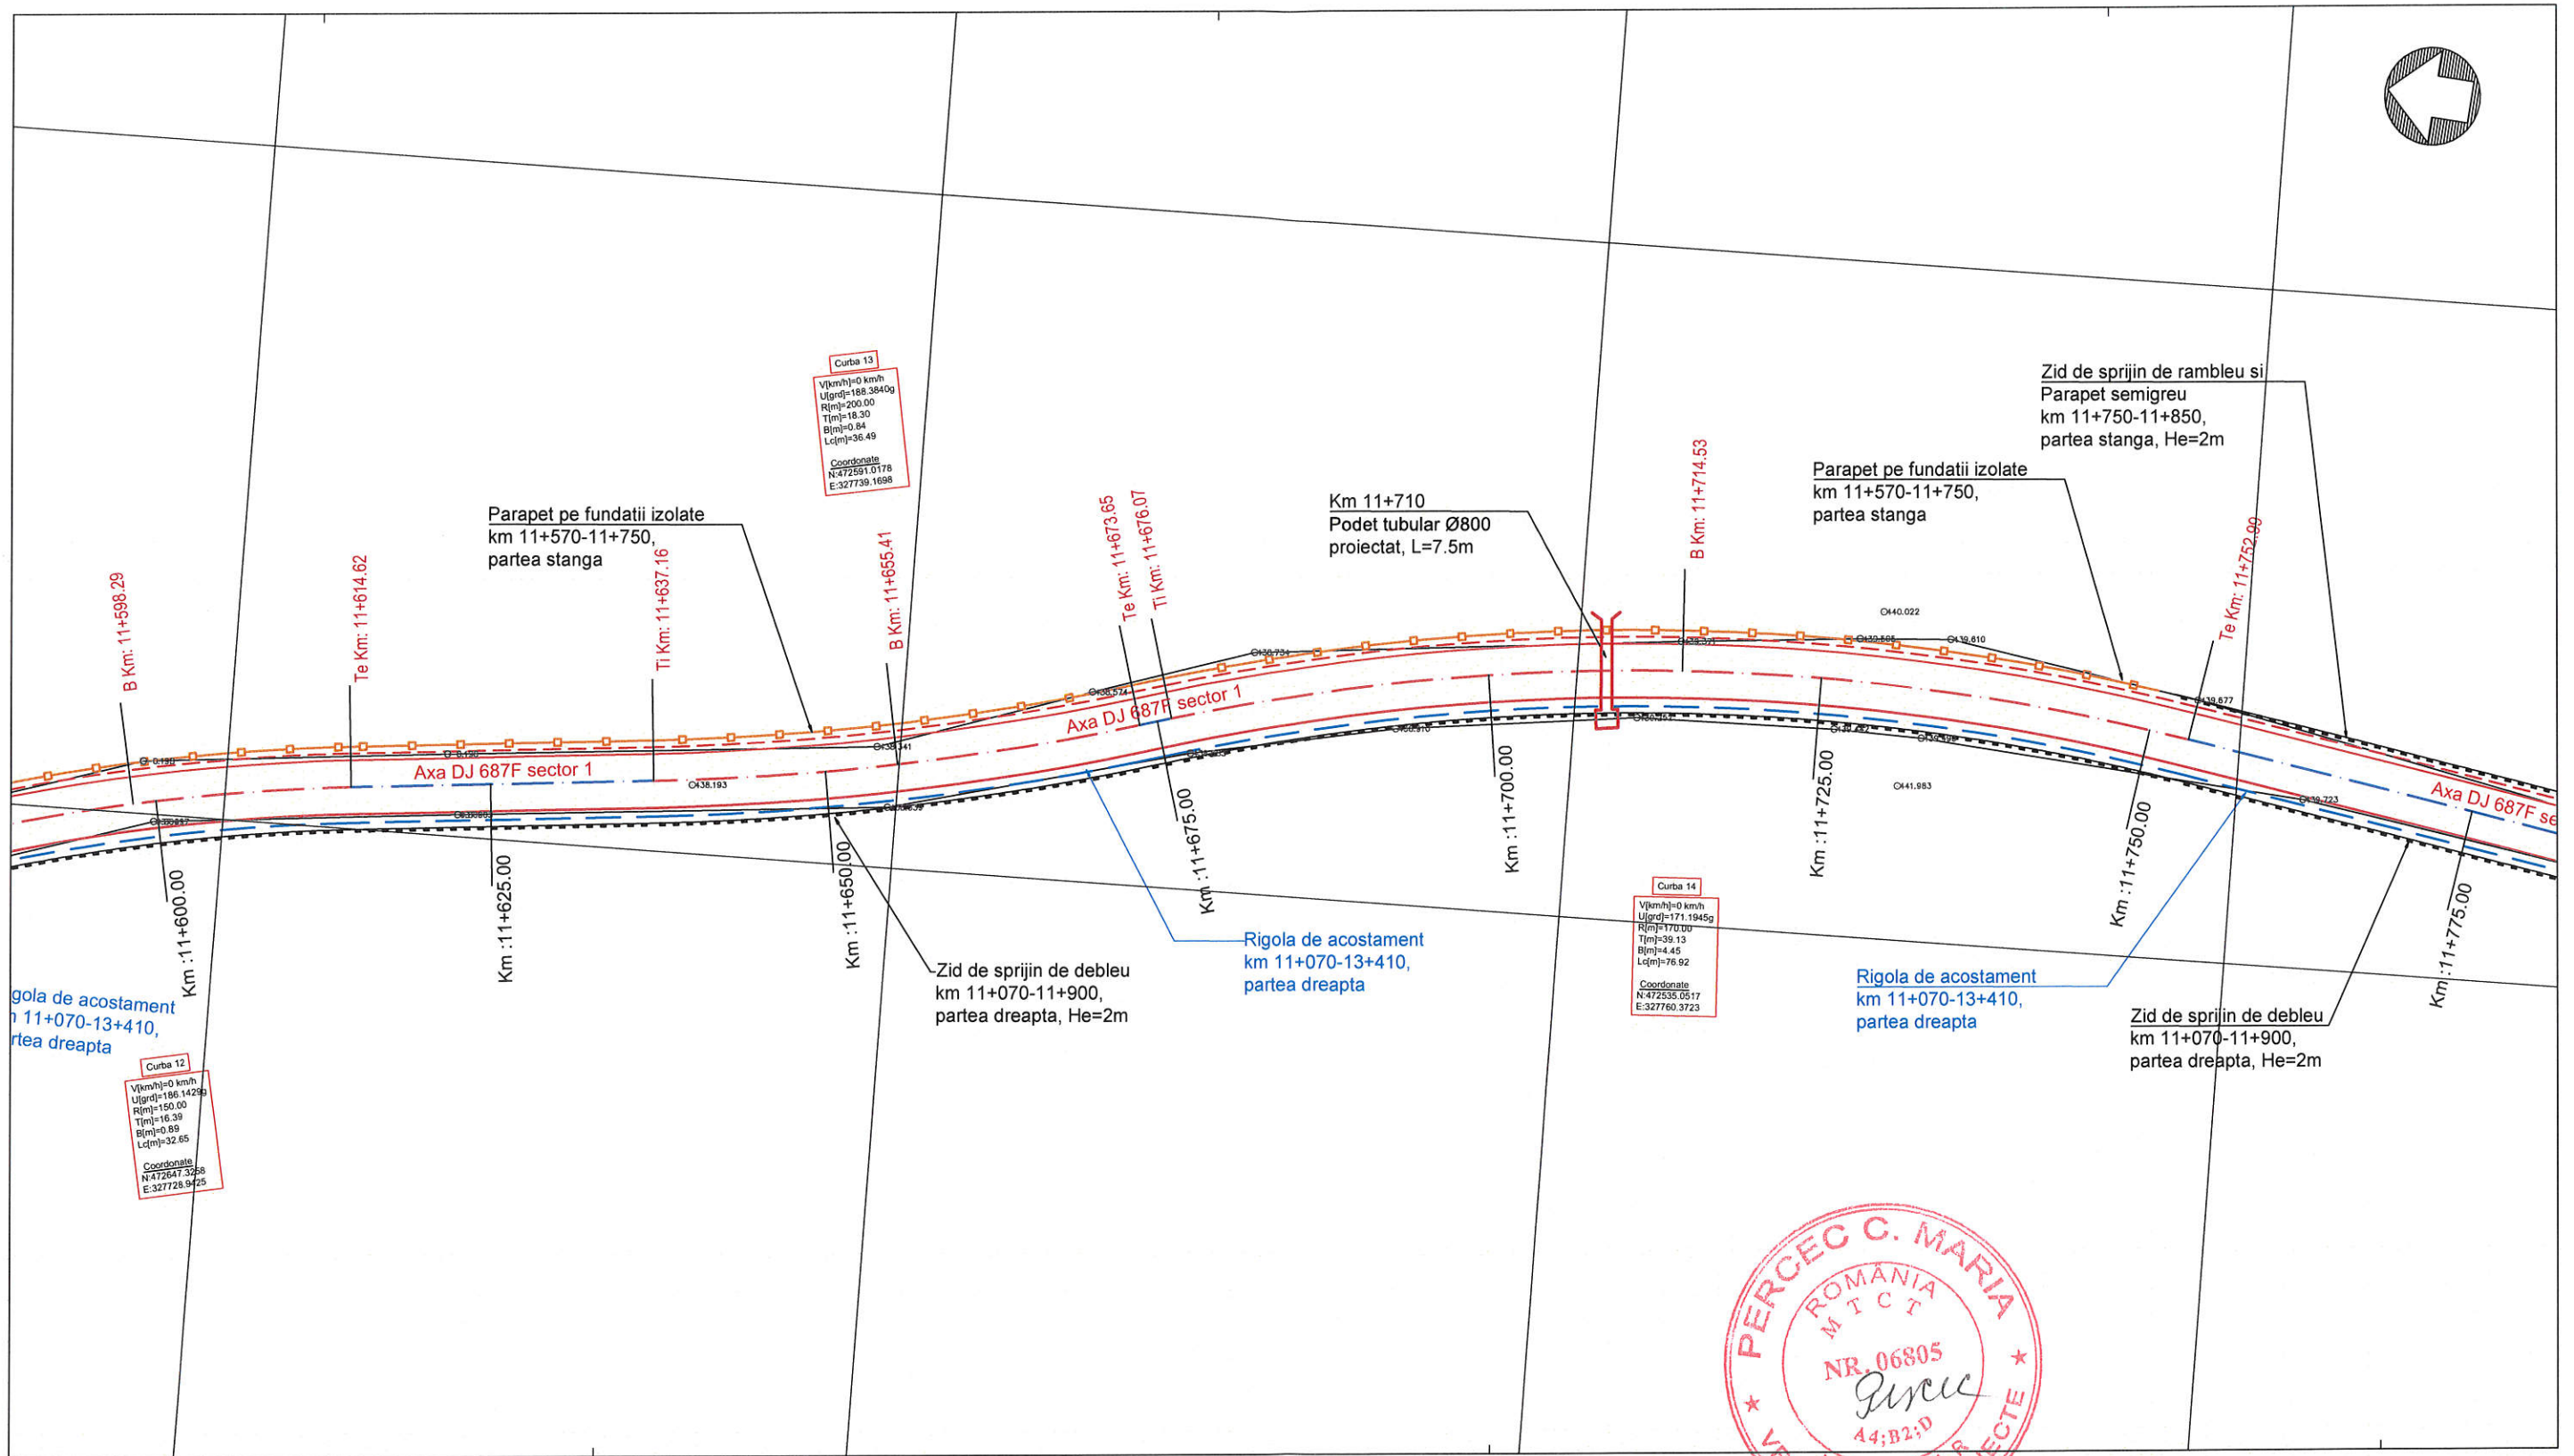 Curba 13
V[km/h]=0 km/h
U[grd]=188.3840g
R[m]=200.00
T[m]=18.30
B[m]=0.84
Lc[m]=36.49
Coordonate
N:472591.0178
E:327739.1698
Zid de sprijin de rambleu si
Parapet semigreu
km 11+750-11+850,
partea stanga, He=2m
Parapet pe fundatii izolate
km 11+570-11+750,
partea stanga
Km 11+710
Podet tubular Ø800
proiectat, L=7.5m
Parapet pe fundatii izolate
km 11+570-11+750,
partea stanga
B Km: 11+598.29
Te Km: 11+614.62
Ti Km: 11+637.16
B Km: 11+655.41
Te Km: 11+673.65
Ti Km: 11+676.07
B Km: 11+714.53
Te Km: 11+752.99
440.022
439.610
438.734
438.574
438.341
439.677
Axa DJ 687F sector 1
Axa DJ 687F sector 1
Axa DJ 687F se
438.193
441.983
439.723
Km :11+600.00
Km :11+625.00
Km :11+650.00
Km :11+675.00
Km :11+700.00
Km :11+725.00
Km :11+750.00
Km :11+775.00
gola de acostament
11+070-13+410,
rtea dreapta
Zid de sprijin de debleu
km 11+070-11+900,
partea dreapta, He=2m
Rigola de acostament
km 11+070-13+410,
partea dreapta
Curba 14
V[km/h]=0 km/h
U[grd]=171.1945g
R[m]=170.00
T[m]=39.13
B[m]=4.45
Lc[m]=76.92
Coordonate
N:472535.0517
E:327760.3723
Rigola de acostament
km 11+070-13+410,
partea dreapta
Zid de sprijin de debleu
km 11+070-11+900,
partea dreapta, He=2m
Curba 12
V[km/h]=0 km/h
U[grd]=186.1429g
R[m]=150.00
T[m]=16.39
B[m]=0.89
Lc[m]=32.65
Coordonate
N:472647.3258
E:327728.9425
PERCEC C. MARIA
ROMÂNIA
M T C T
NR. 06805
A4;B2;D